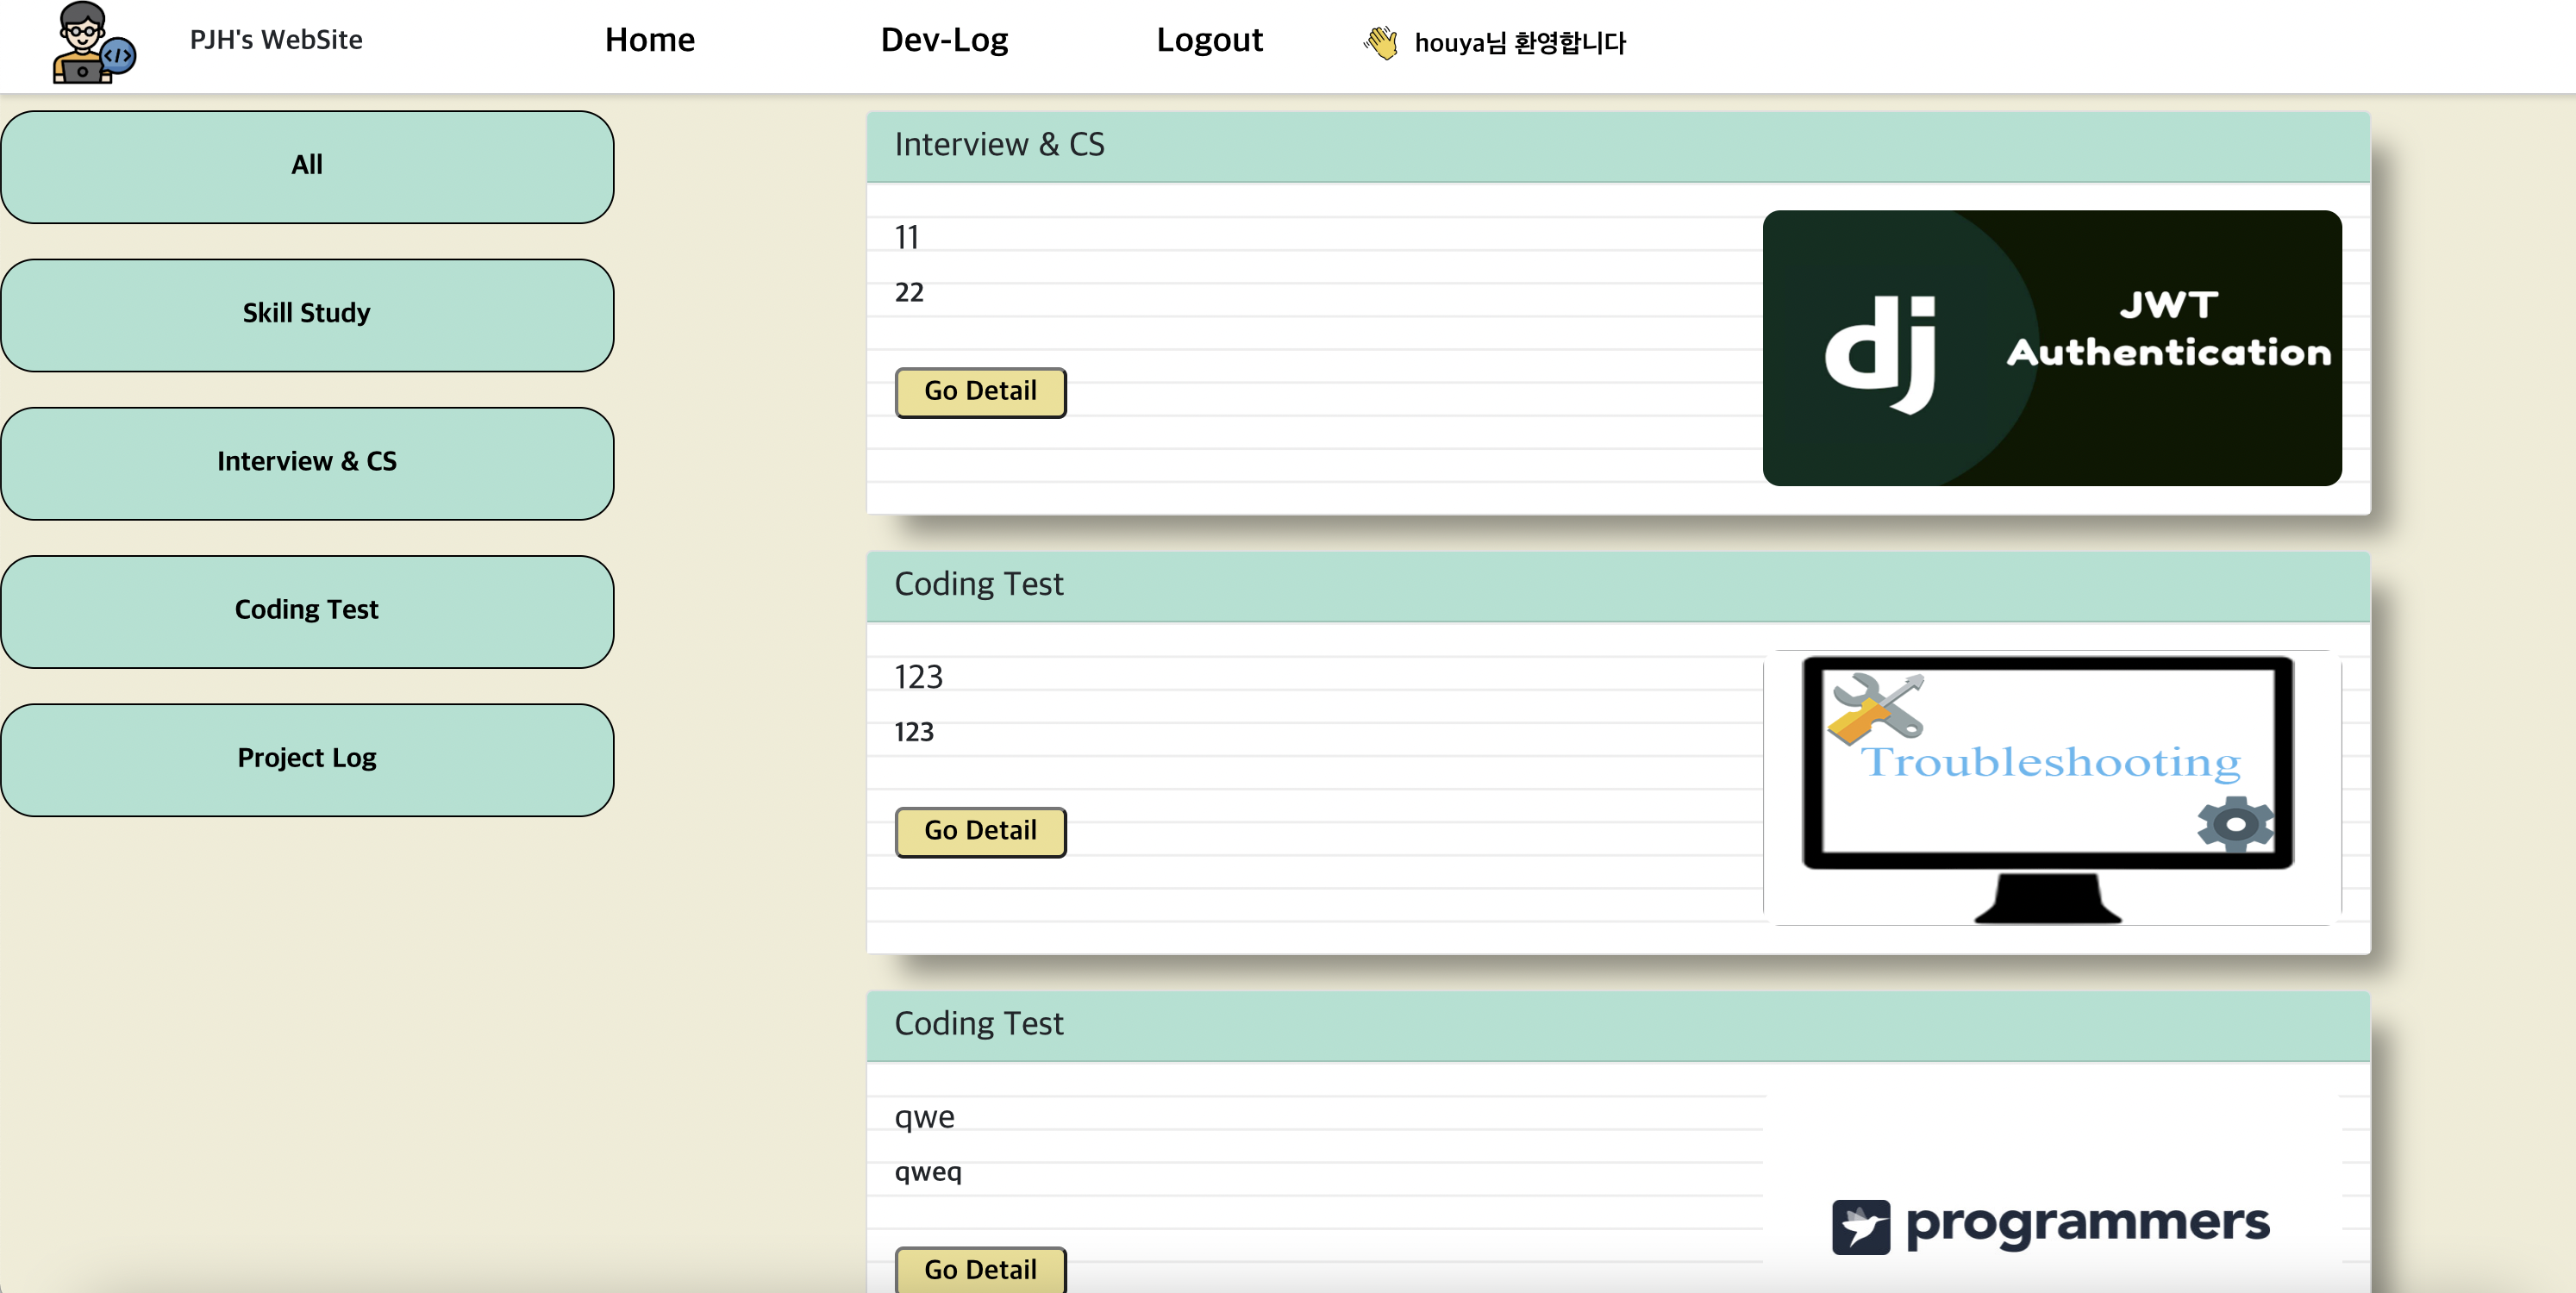 PJH's WebSite
Home
Dev-Log
Logout
👋 houya님 환영합니다
All
Skill Study
Interview & CS
Coding Test
Project Log
Interview & CS
11
22
Go Detail
dj
JWT
Authentication
Coding Test
123
123
Go Detail
Troubleshooting
Coding Test
qwe
qweq
Go Detail
programmers